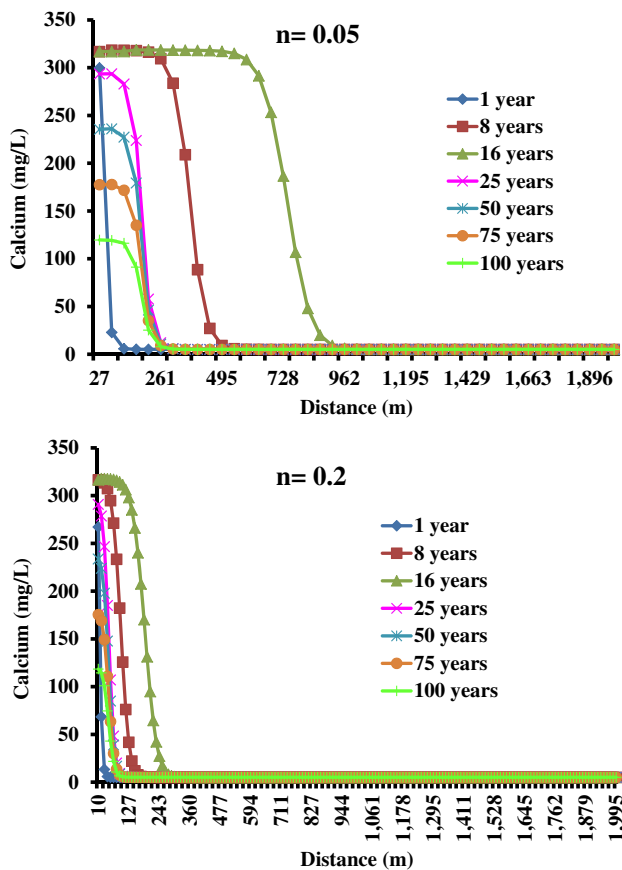 n= 0.05
Calcium (mg/L)
350
300
250
200
150
100
50
0
1 year
8 years
16 years
25 years
50 years
75 years
100 years
27 261 495 728 962 1,195 1,429 1,663 1,896
Distance (m)
n= 0.2
Calcium (mg/L)
350
300
250
200
150
100
50
0
1 year
8 years
16 years
25 years
50 years
75 years
100 years
10 127 243 360 477 594 711 827 944 1,061 1,178 1,295 1,411 1,528 1,645 1,762 1,879 1,995
Distance (m)